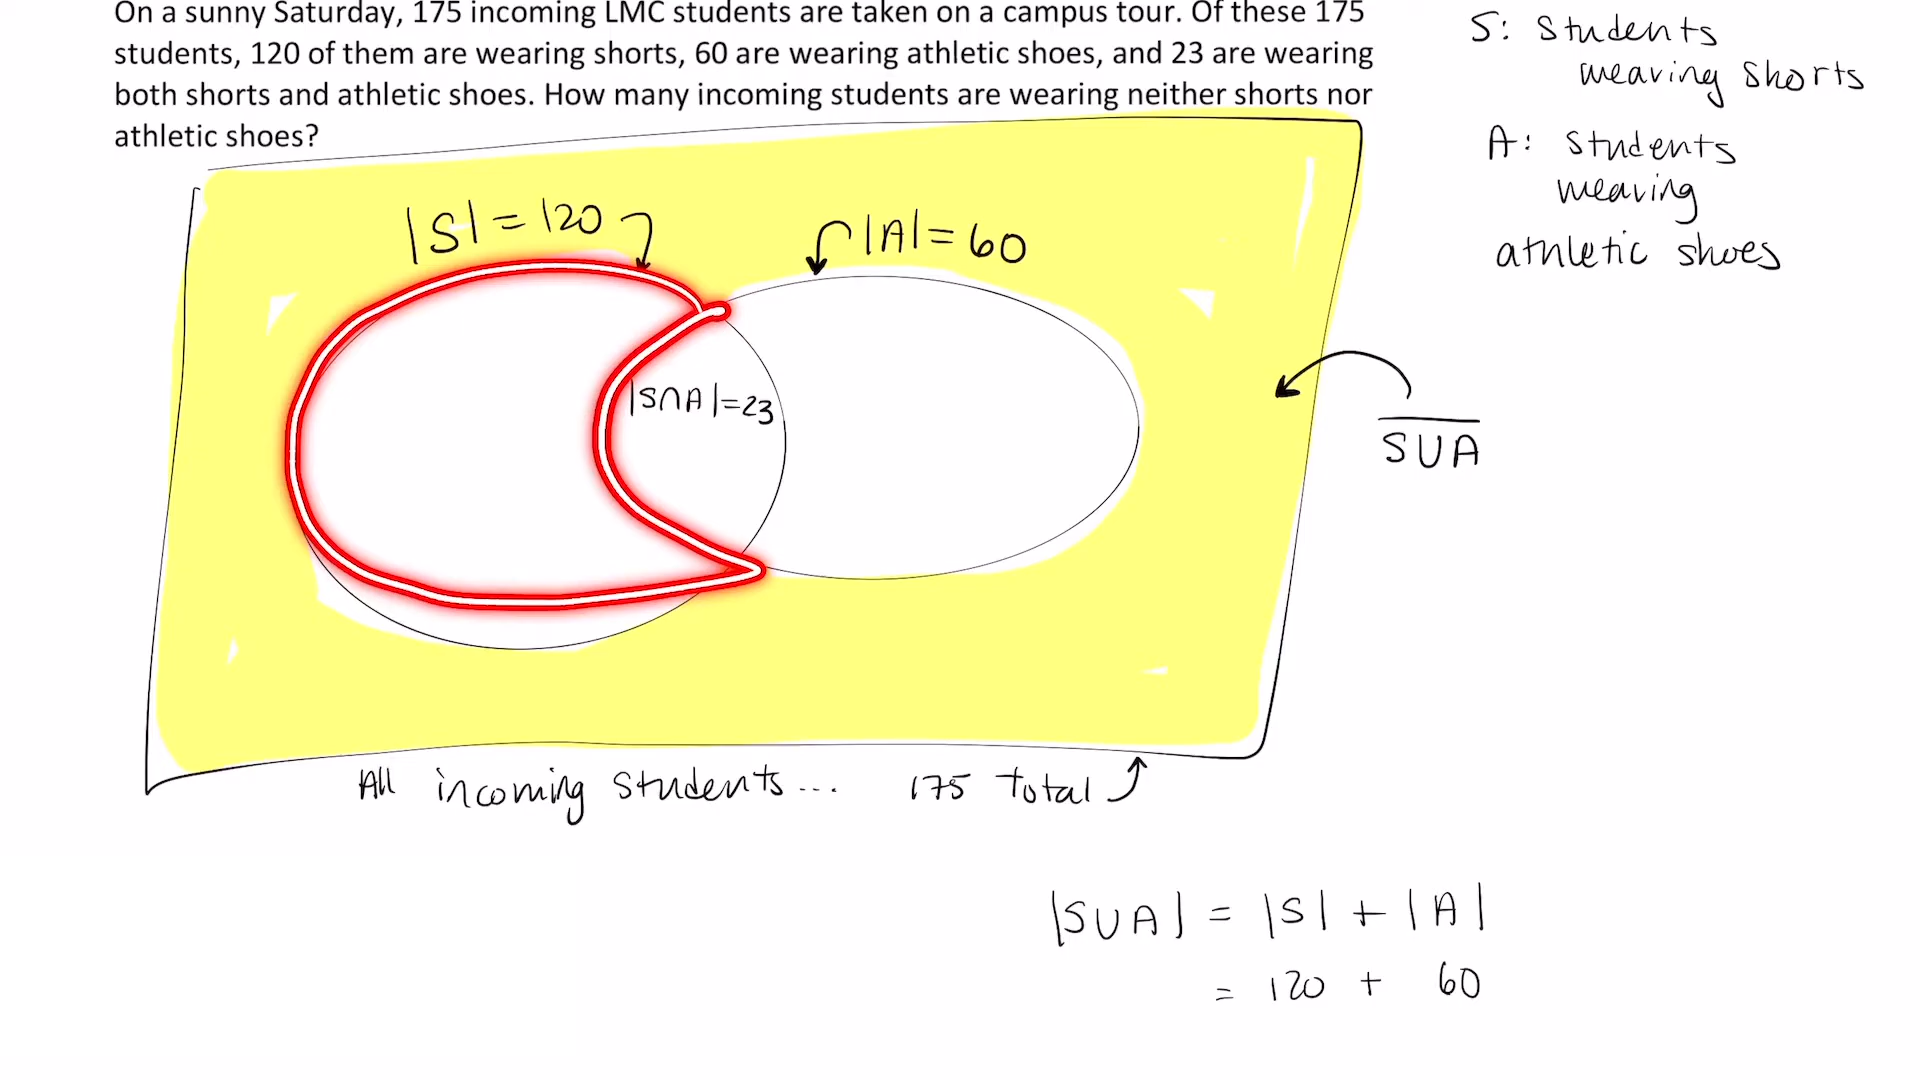 On a sunny Saturday, 175 incoming LMC students are taken on a campus tour. Of these 175
students, 120 of them are wearing shorts, 60 are wearing athletic shoes, and 23 are wearing
both shorts and athletic shoes. How many incoming students are wearing neither shorts nor
athletic shoes?
S: Students
wearing shorts
A: Students
wearing
athletic shoes
|S| = 120
|A| = 60
|S∩A|=23
S∪A
All incoming students... 175 total
|S∪A| = |S| + |A|
= 120 + 60